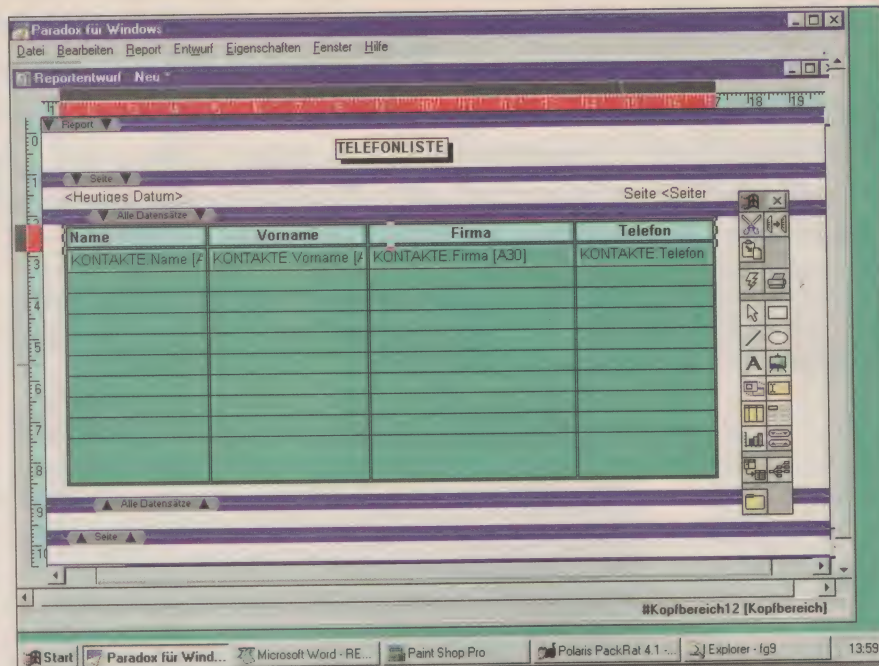 Paradox für Windows
Datei Bearbeiten Report Entwurf Eigenschaften Fenster Hilfe
Reportentwurf Neu *
Report
TELEFONLISTE
Seite
<Heutiges Datum> Seite <Seiter
Alle Datensätze
Name Vorname Firma Telefon
KONTAKTE.Name [A KONTAKTE.Vorname [A KONTAKTE.Firma [A30] KONTAKTE.Telefon
Alle Datensätze
Seite
#Kopfbereich12 [Kopfbereich]
Start Paradox für Wind... Microsoft Word - RE... Paint Shop Pro Polaris PackRat 4.1 -... Explorer - fg9 13:59